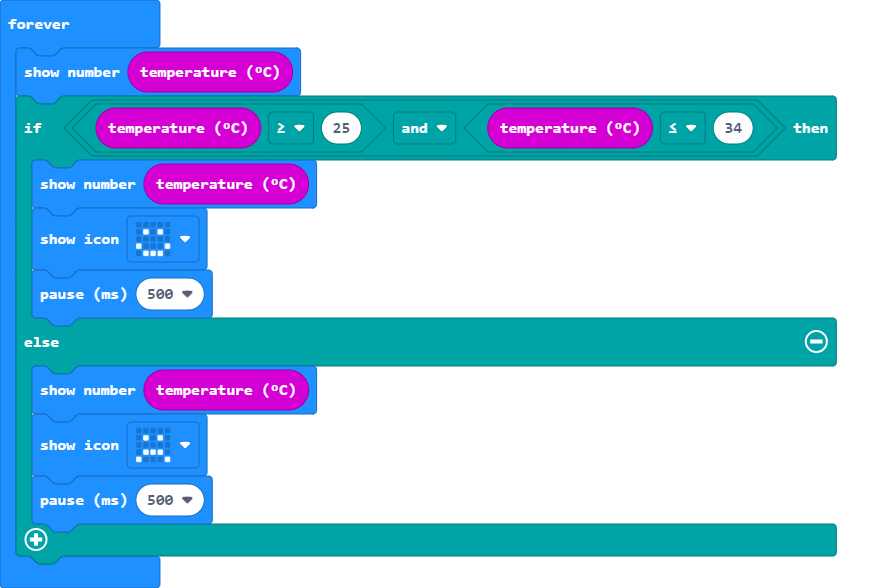 forever
show number temperature (ºC)
if temperature (ºC) ≥ 25 and temperature (ºC) ≤ 34 then
show number temperature (ºC)
show icon
pause (ms) 500
else
show number temperature (ºC)
show icon
pause (ms) 500